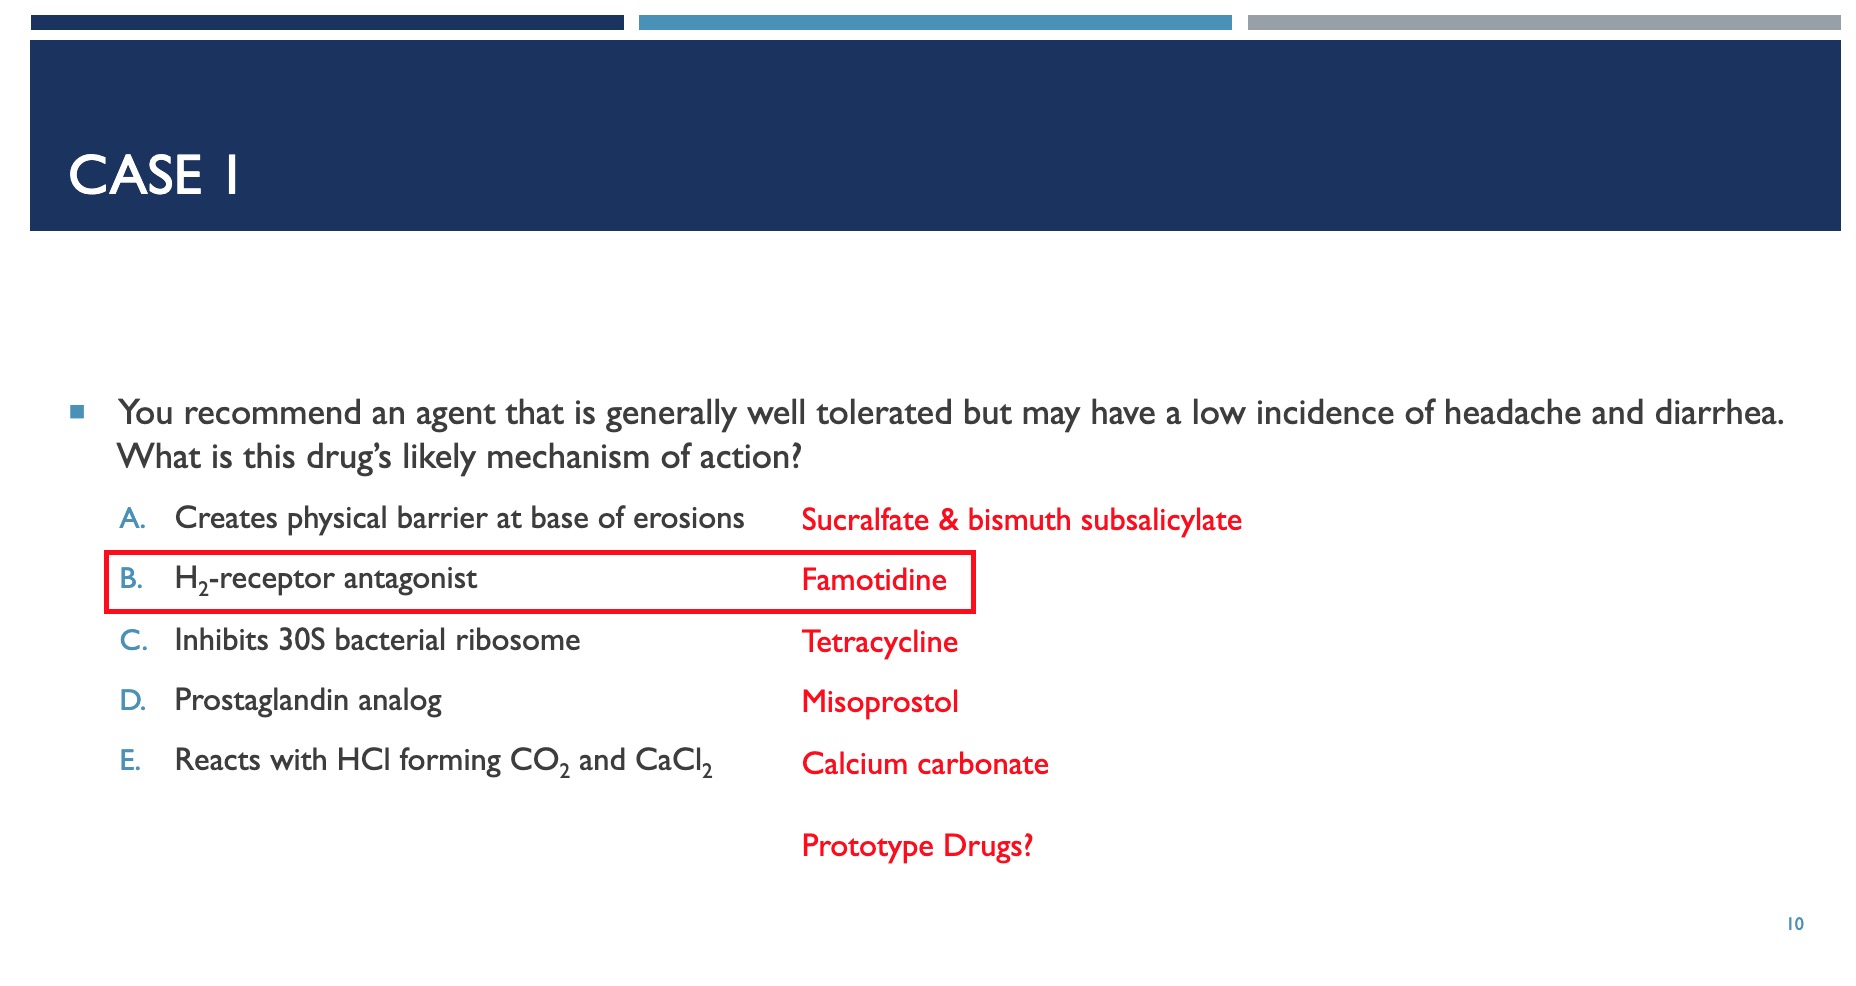 CASE 1
You recommend an agent that is generally well tolerated but may have a low incidence of headache and diarrhea.
What is this drug’s likely mechanism of action?
A. Creates physical barrier at base of erosions Sucralfate & bismuth subsalicylate
B. H₂-receptor antagonist Famotidine
C. Inhibits 30S bacterial ribosome Tetracycline
D. Prostaglandin analog Misoprostol
E. Reacts with HCl forming CO₂ and CaCl₂ Calcium carbonate
Prototype Drugs?
10